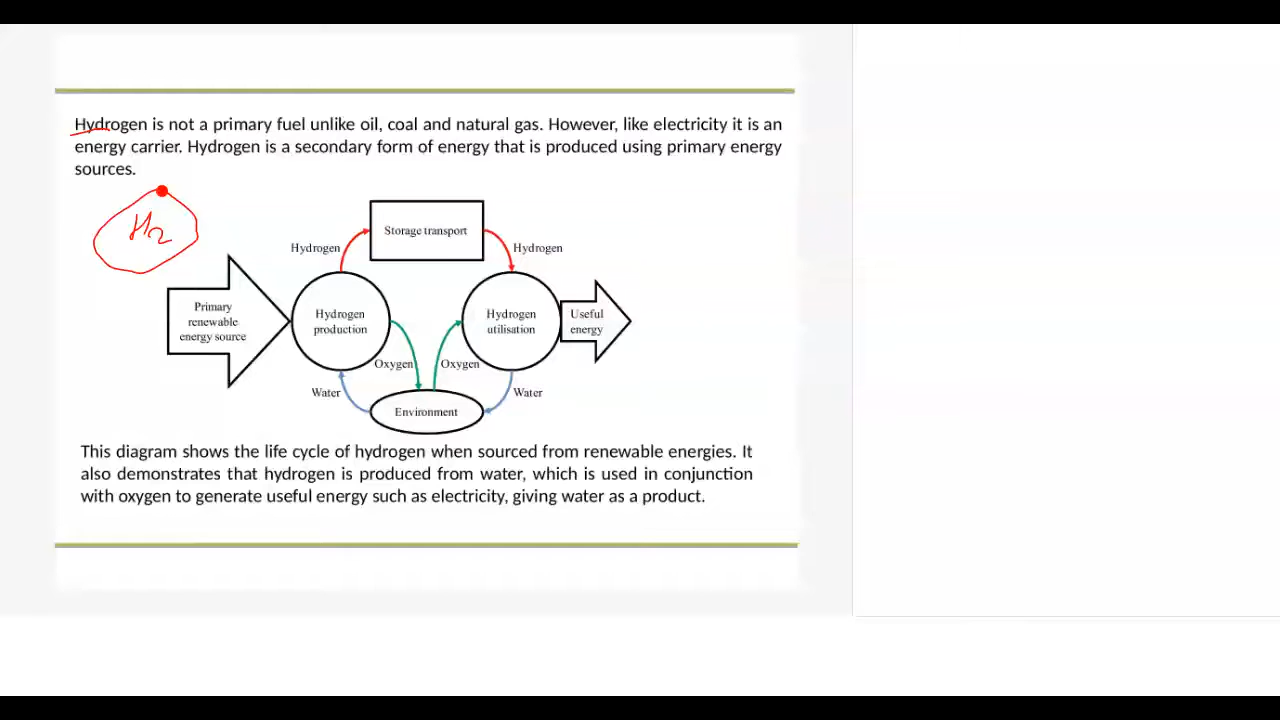 Hydrogen is not a primary fuel unlike oil, coal and natural gas. However, like electricity it is an
energy carrier. Hydrogen is a secondary form of energy that is produced using primary energy
sources.
H2
Storage transport
Hydrogen
Hydrogen
Primary
renewable
energy source
Hydrogen
production
Hydrogen
utilisation
Useful
energy
Oxygen
Oxygen
Water
Water
Environment
This diagram shows the life cycle of hydrogen when sourced from renewable energies. It
also demonstrates that hydrogen is produced from water, which is used in conjunction
with oxygen to generate useful energy such as electricity, giving water as a product.